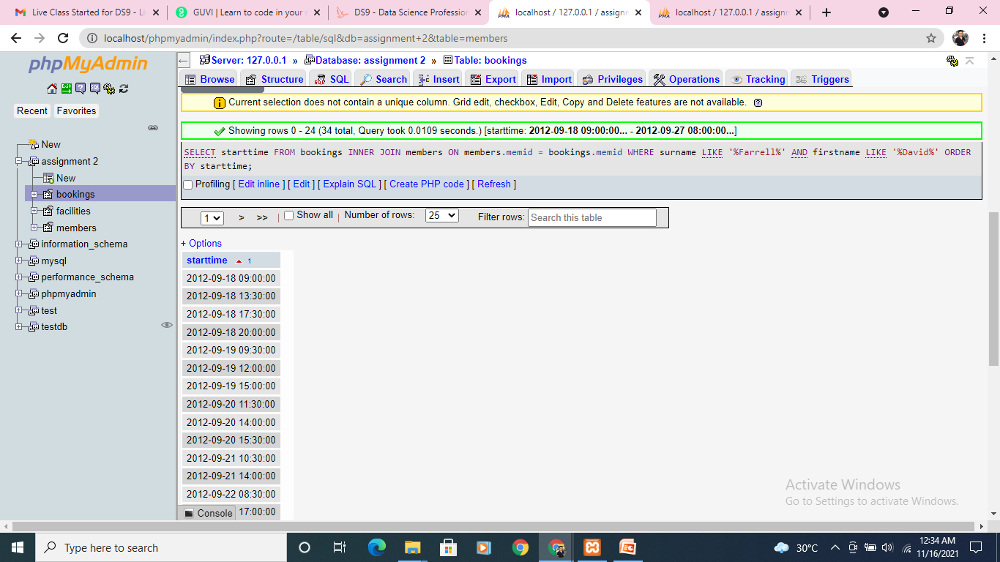 Live Class Started for DS9 - Li
GUVI | Learn to code in your
DS9 - Data Science Profession
localhost / 127.0.0.1 / assignm
localhost / 127.0.0.1 / assignm
localhost/phpmyadmin/index.php?route=/table/sql&db=assignment+2&table=members
phpMyAdmin
Recent
Favorites
New
assignment 2
New
bookings
facilities
members
information_schema
mysql
performance_schema
phpmyadmin
test
testdb
Server: 127.0.0.1 » Database: assignment 2 » Table: bookings
Browse Structure SQL Search Insert Export Import Privileges Operations Tracking Triggers
Current selection does not contain a unique column. Grid edit, checkbox, Edit, Copy and Delete features are not available.
Showing rows 0 - 24 (34 total, Query took 0.0109 seconds.) [starttime: 2012-09-18 09:00:00... - 2012-09-27 08:00:00...]
SELECT starttime FROM bookings INNER JOIN members ON members.memid = bookings.memid WHERE surname LIKE '%Farrell%' AND firstname LIKE '%David%' ORDER
BY starttime;
Profiling [ Edit inline ] [ Edit ] [ Explain SQL ] [ Create PHP code ] [ Refresh ]
1 > >> | Show all | Number of rows: 25 Filter rows: Search this table
+ Options
starttime 1
2012-09-18 09:00:00
2012-09-18 13:30:00
2012-09-18 17:30:00
2012-09-18 20:00:00
2012-09-19 09:30:00
2012-09-19 12:00:00
2012-09-19 15:00:00
2012-09-20 11:30:00
2012-09-20 14:00:00
2012-09-20 15:30:00
2012-09-21 10:30:00
2012-09-21 14:00:00
2012-09-22 08:30:00
Console 17:00:00
Activate Windows
Go to Settings to activate Windows.
Type here to search
30°C
12:34 AM
11/16/2021